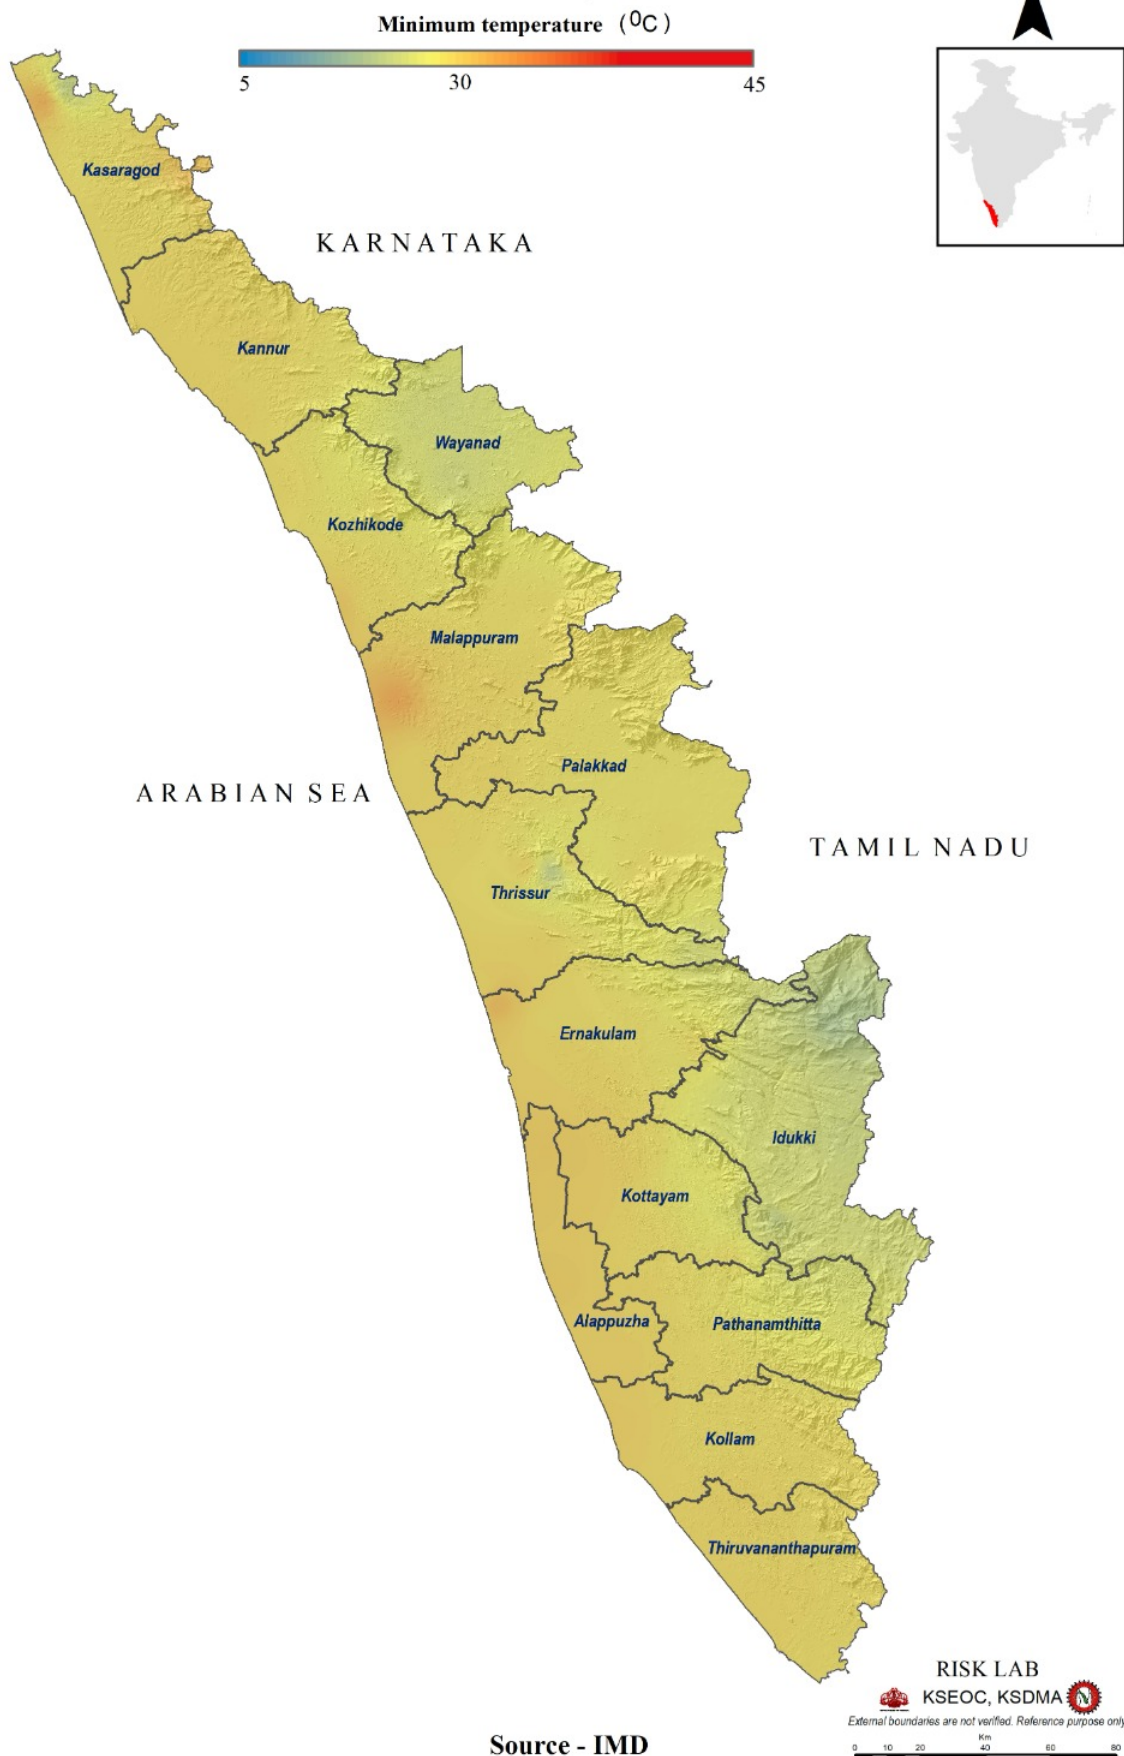 Minimum temperature (⁰C)
5 30 45
Kasaragod
KARNATAKA
Kannur
Wayanad
Kozhikode
Malappuram
Palakkad
ARABIAN SEA
TAMIL NADU
Thrissur
Ernakulam
Idukki
Kottayam
Alappuzha
Pathanamthitta
Kollam
Thiruvananthapuram
RISK LAB
KSEOC, KSDMA
External boundaries are not verified. Reference purpose only
Km
0 10 20 40 60 80
Source - IMD